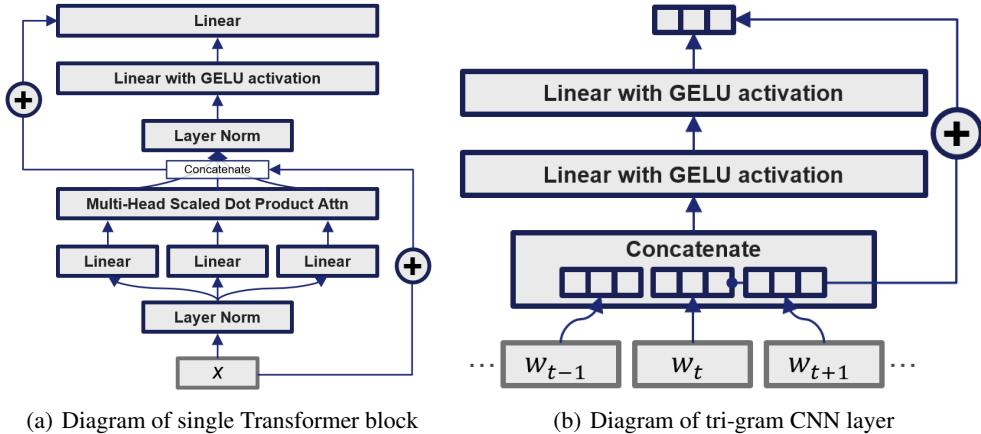 Linear
+
Linear with GELU activation
Layer Norm
Concatenate
Multi-Head Scaled Dot Product Attn
Linear Linear Linear
+
Layer Norm
x
(a) Diagram of single Transformer block
Linear with GELU activation
+
Linear with GELU activation
Concatenate
... w_{t-1} w_t w_{t+1} ...
(b) Diagram of tri-gram CNN layer